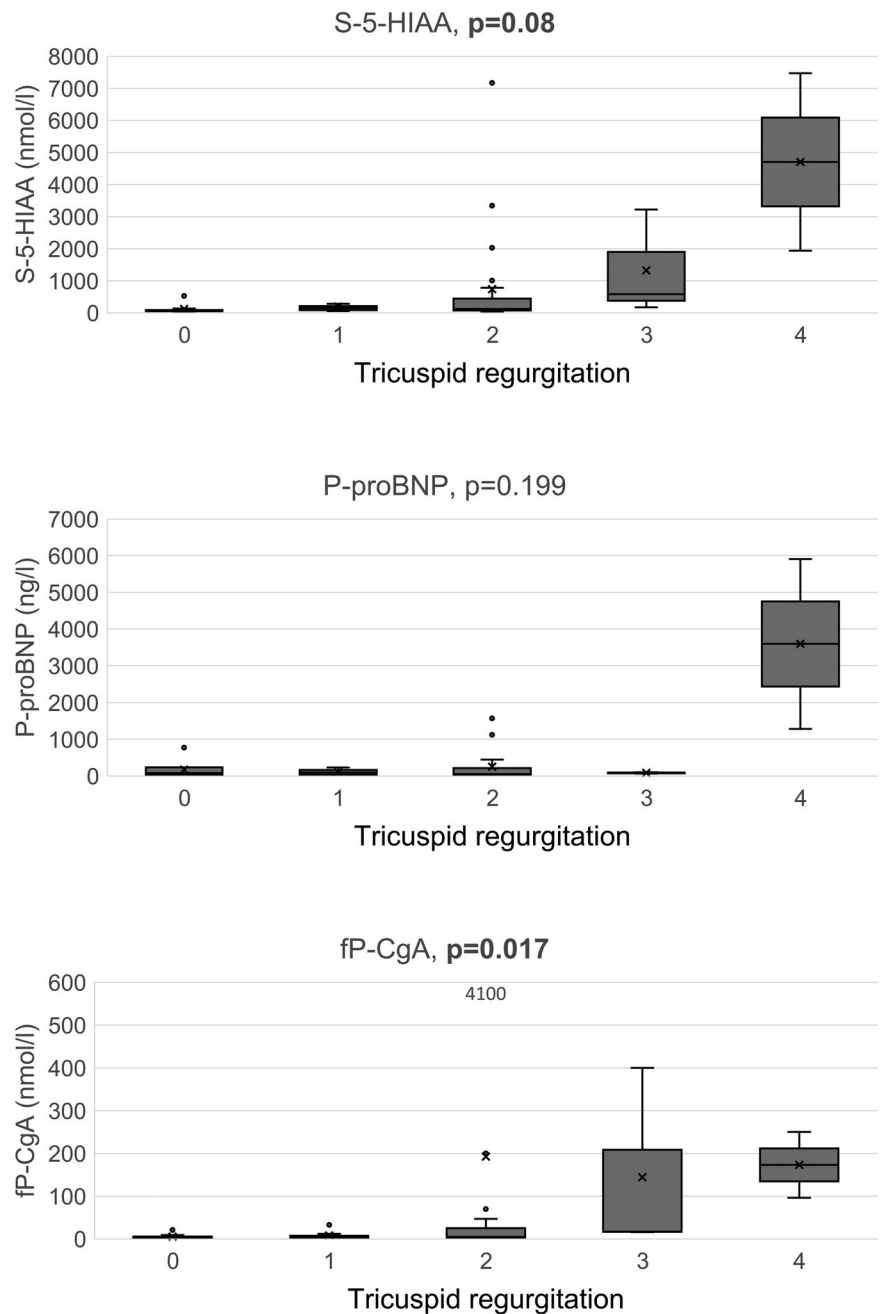 S-5-HIAA, p=0.08
S-5-HIAA (nmol/l)
8000
7000
6000
5000
4000
3000
2000
1000
0
0 1 2 3 4
Tricuspid regurgitation
P-proBNP, p=0.199
P-proBNP (ng/l)
7000
6000
5000
4000
3000
2000
1000
0
0 1 2 3 4
Tricuspid regurgitation
fP-CgA, p=0.017
fP-CgA (nmol/l)
600
4100
500
400
300
200
100
0
0 1 2 3 4
Tricuspid regurgitation